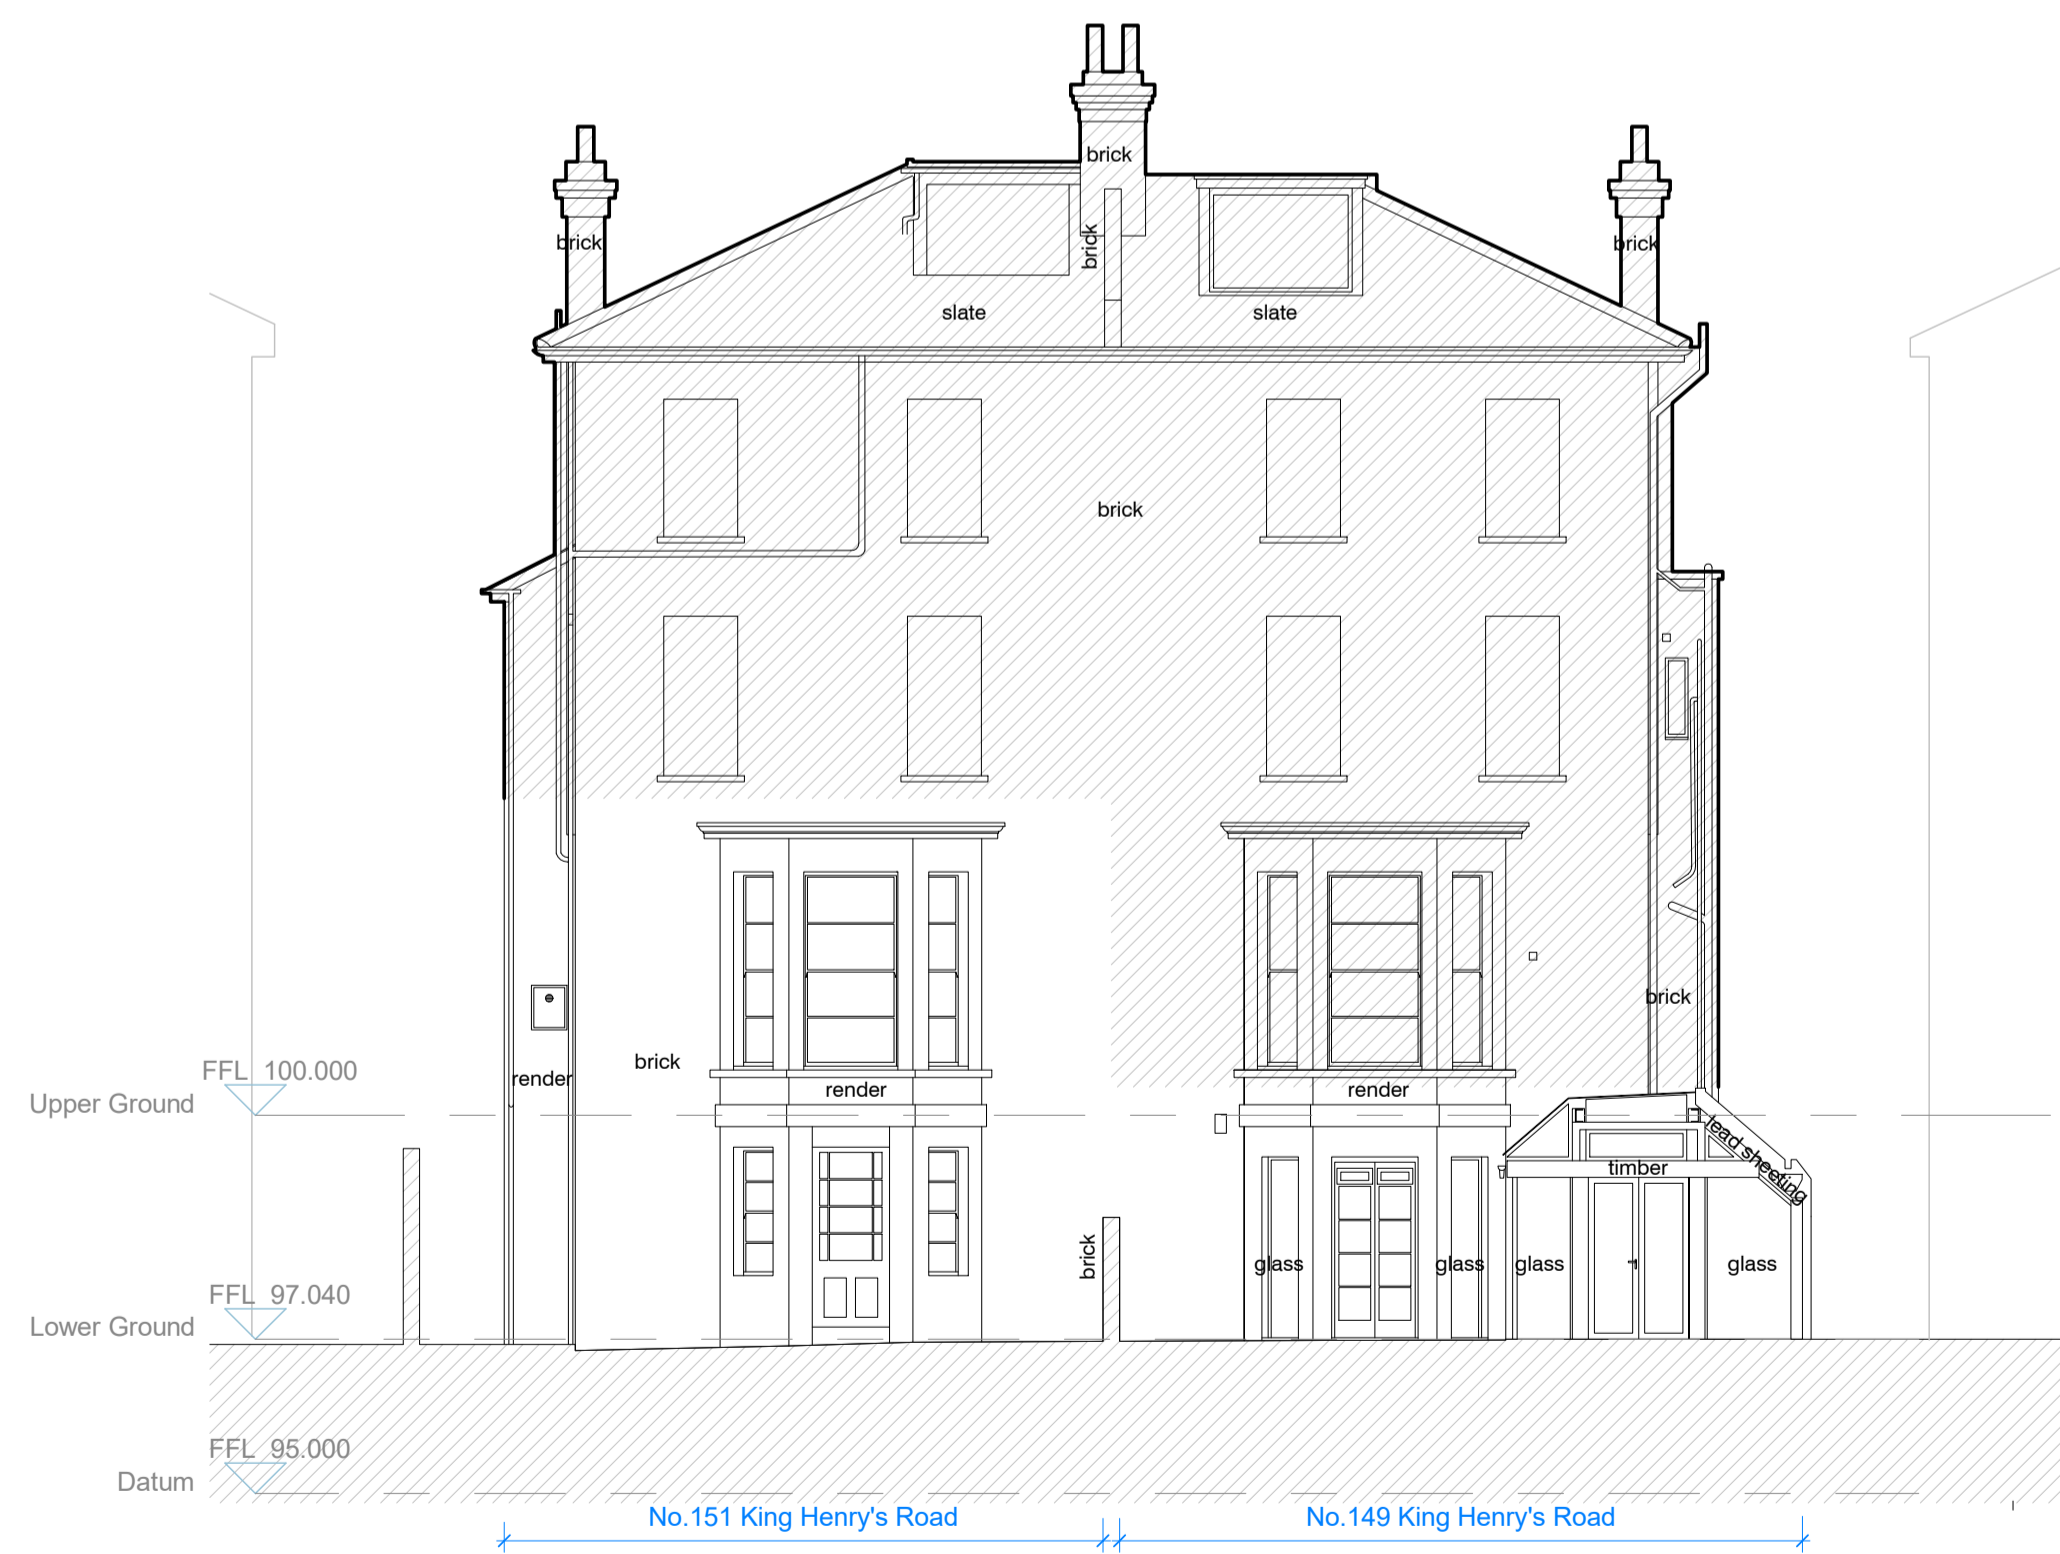 brick
brick
brick
brick
slate
slate
brick
brick
brick
render
render
render
FFL 100.000
Upper Ground
lead sheeting
timber
brick
glass
glass
glass
glass
FFL 97.040
Lower Ground
FFL 95.000
Datum
No.151 King Henry's Road
No.149 King Henry's Road